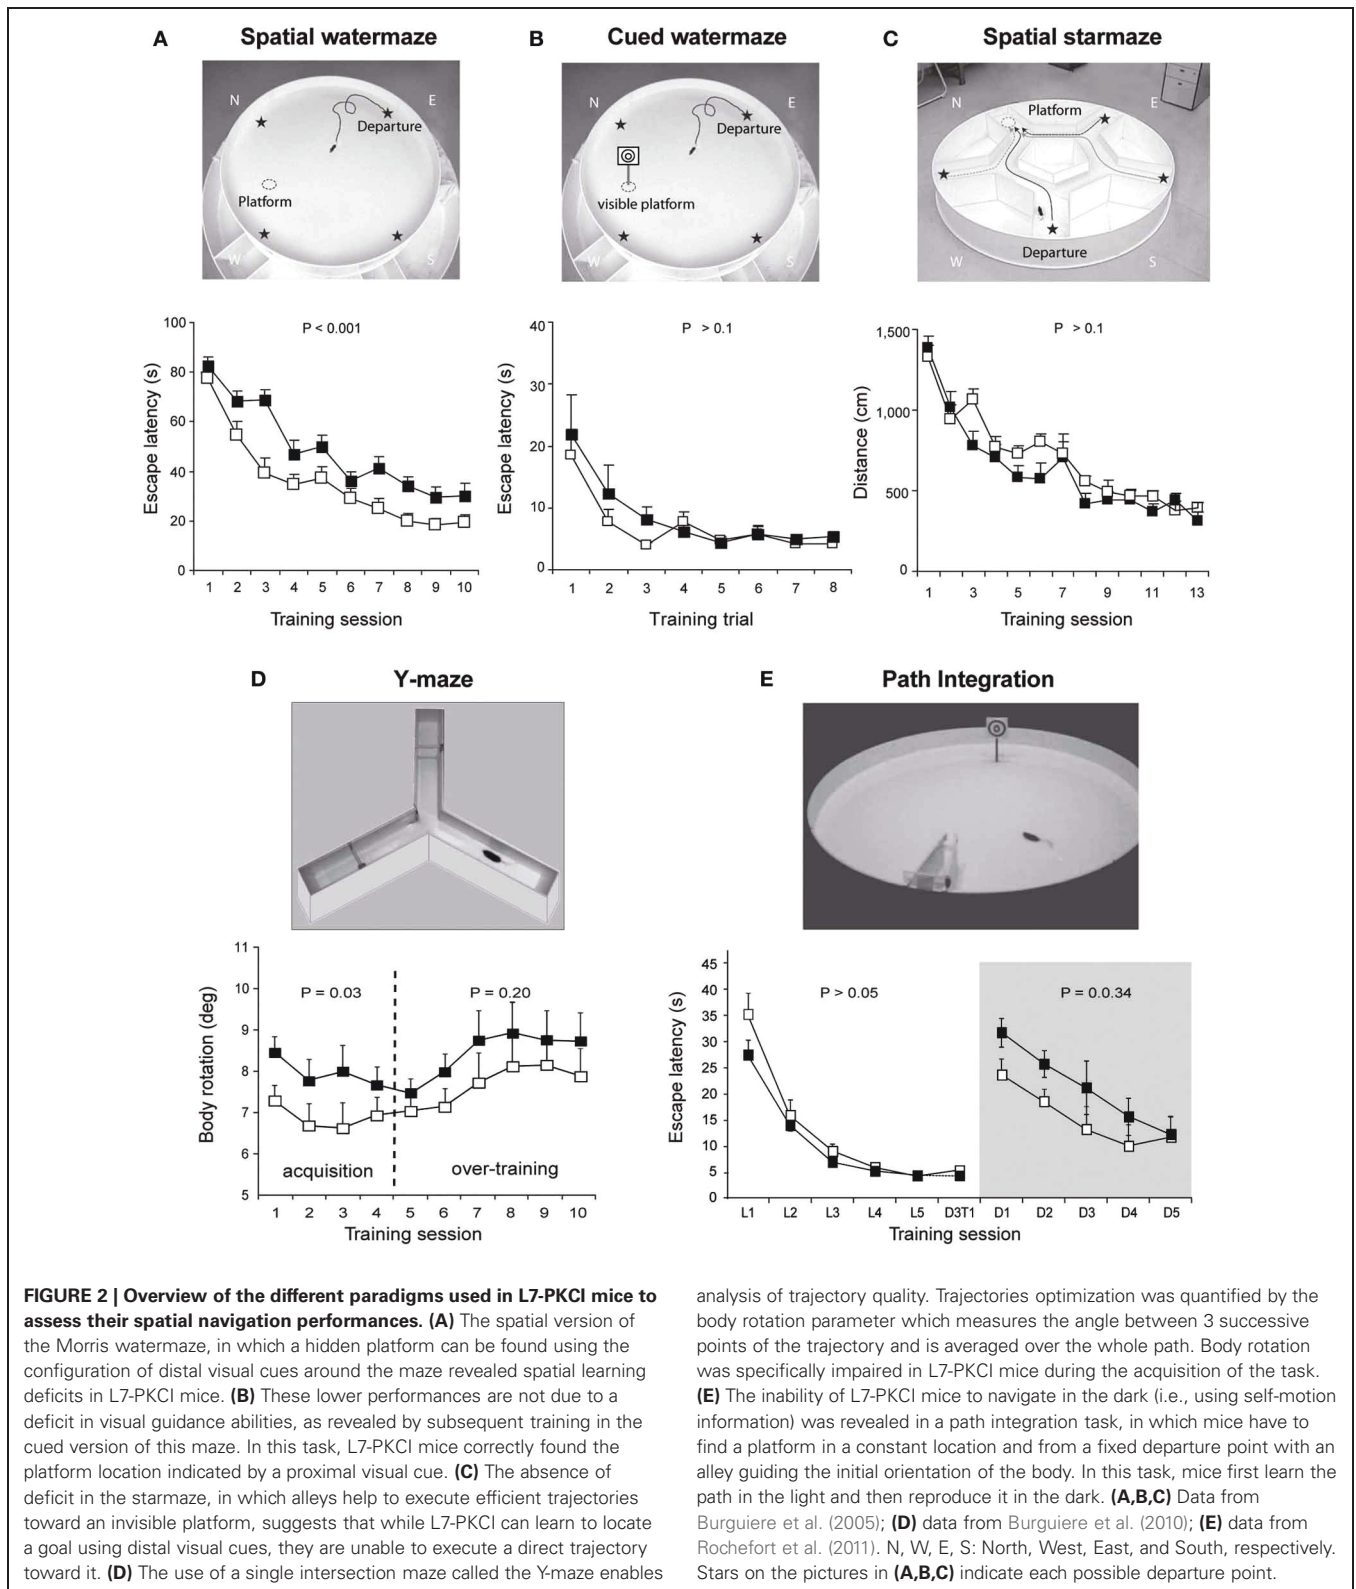 A Spatial watermaze
B Cued watermaze
C Spatial starmaze
N
E
Departure
Platform
W
S
N
E
Departure
visible platform
W
S
N
E
Platform
Departure
W
S
P < 0.001
Escape latency (s)
100
80
60
40
20
0
1 2 3 4 5 6 7 8 9 10
Training session
P > 0.1
Escape latency (s)
40
30
20
10
0
1 2 3 4 5 6 7 8
Training trial
P > 0.1
Distance (cm)
1,500
1,000
500
0
1 3 5 7 9 11 13
Training session
D Y-maze
E Path Integration
Body rotation (deg)
11
10
9
8
7
6
5
P = 0.03
P = 0.20
acquisition
over-training
1 2 3 4 5 6 7 8 9 10
Training session
Escape latency (s)
45
40
35
30
25
20
15
10
5
0
P > 0.05
P = 0.0.34
L1 L2 L3 L4 L5 D3T1 D1 D2 D3 D4 D5
Training session
FIGURE 2 | Overview of the different paradigms used in L7-PKCI mice to
assess their spatial navigation performances. (A) The spatial version of
the Morris watermaze, in which a hidden platform can be found using the
configuration of distal visual cues around the maze revealed spatial learning
deficits in L7-PKCI mice. (B) These lower performances are not due to a
deficit in visual guidance abilities, as revealed by subsequent training in the
cued version of this maze. In this task, L7-PKCI mice correctly found the
platform location indicated by a proximal visual cue. (C) The absence of
deficit in the starmaze, in which alleys help to execute efficient trajectories
toward an invisible platform, suggests that while L7-PKCI can learn to locate
a goal using distal visual cues, they are unable to execute a direct trajectory
toward it. (D) The use of a single intersection maze called the Y-maze enables
analysis of trajectory quality. Trajectories optimization was quantified by the
body rotation parameter which measures the angle between 3 successive
points of the trajectory and is averaged over the whole path. Body rotation
was specifically impaired in L7-PKCI mice during the acquisition of the task.
(E) The inability of L7-PKCI mice to navigate in the dark (i.e., using self-motion
information) was revealed in a path integration task, in which mice have to
find a platform in a constant location and from a fixed departure point with an
alley guiding the initial orientation of the body. In this task, mice first learn the
path in the light and then reproduce it in the dark. (A,B,C) Data from
Burguiere et al. (2005); (D) data from Burguiere et al. (2010); (E) data from
Rochefort et al. (2011). N, W, E, S: North, West, East, and South, respectively.
Stars on the pictures in (A,B,C) indicate each possible departure point.